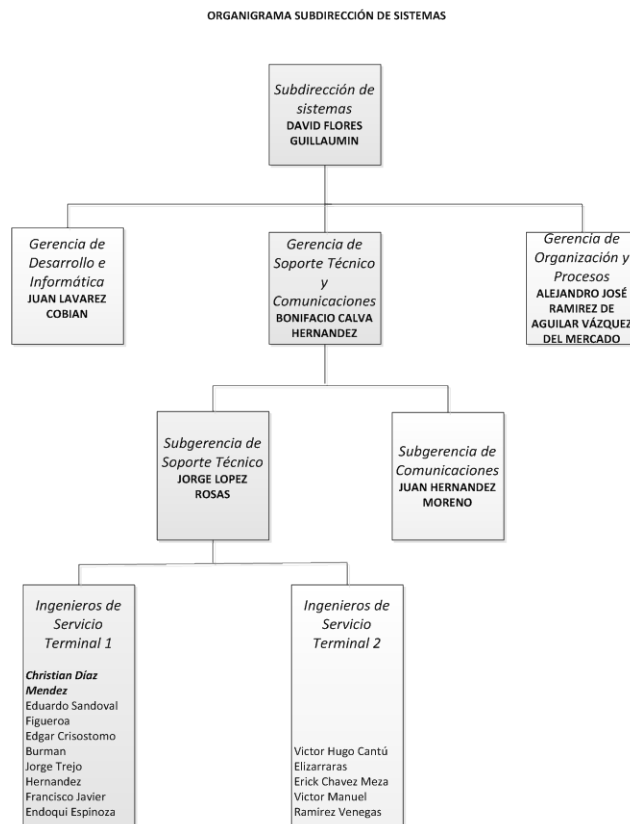 ORGANIGRAMA SUBDIRECCIÓN DE SISTEMAS
Subdirección de
sistemas
DAVID FLORES
GUILLAUMIN
Gerencia de
Desarrollo e
Informática
JUAN LAVAREZ
COBIAN
Gerencia de
Soporte Técnico
y
Comunicaciones
BONIFACIO CALVA
HERNANDEZ
Gerencia de
Organización y
Procesos
ALEJANDRO JOSÉ
RAMIREZ DE
AGUILAR VÁZQUEZ
DEL MERCADO
Subgerencia de
Soporte Técnico
JORGE LOPEZ
ROSAS
Subgerencia de
Comunicaciones
JUAN HERNANDEZ
MORENO
Ingenieros de
Servicio
Terminal 1
Christian Díaz
Mendez
Eduardo Sandoval
Figueroa
Edgar Crisostomo
Burman
Jorge Trejo
Hernandez
Francisco Javier
Endoqui Espinoza
Ingenieros de
Servicio
Terminal 2
Victor Hugo Cantú
Elizarraras
Erick Chavez Meza
Victor Manuel
Ramirez Venegas